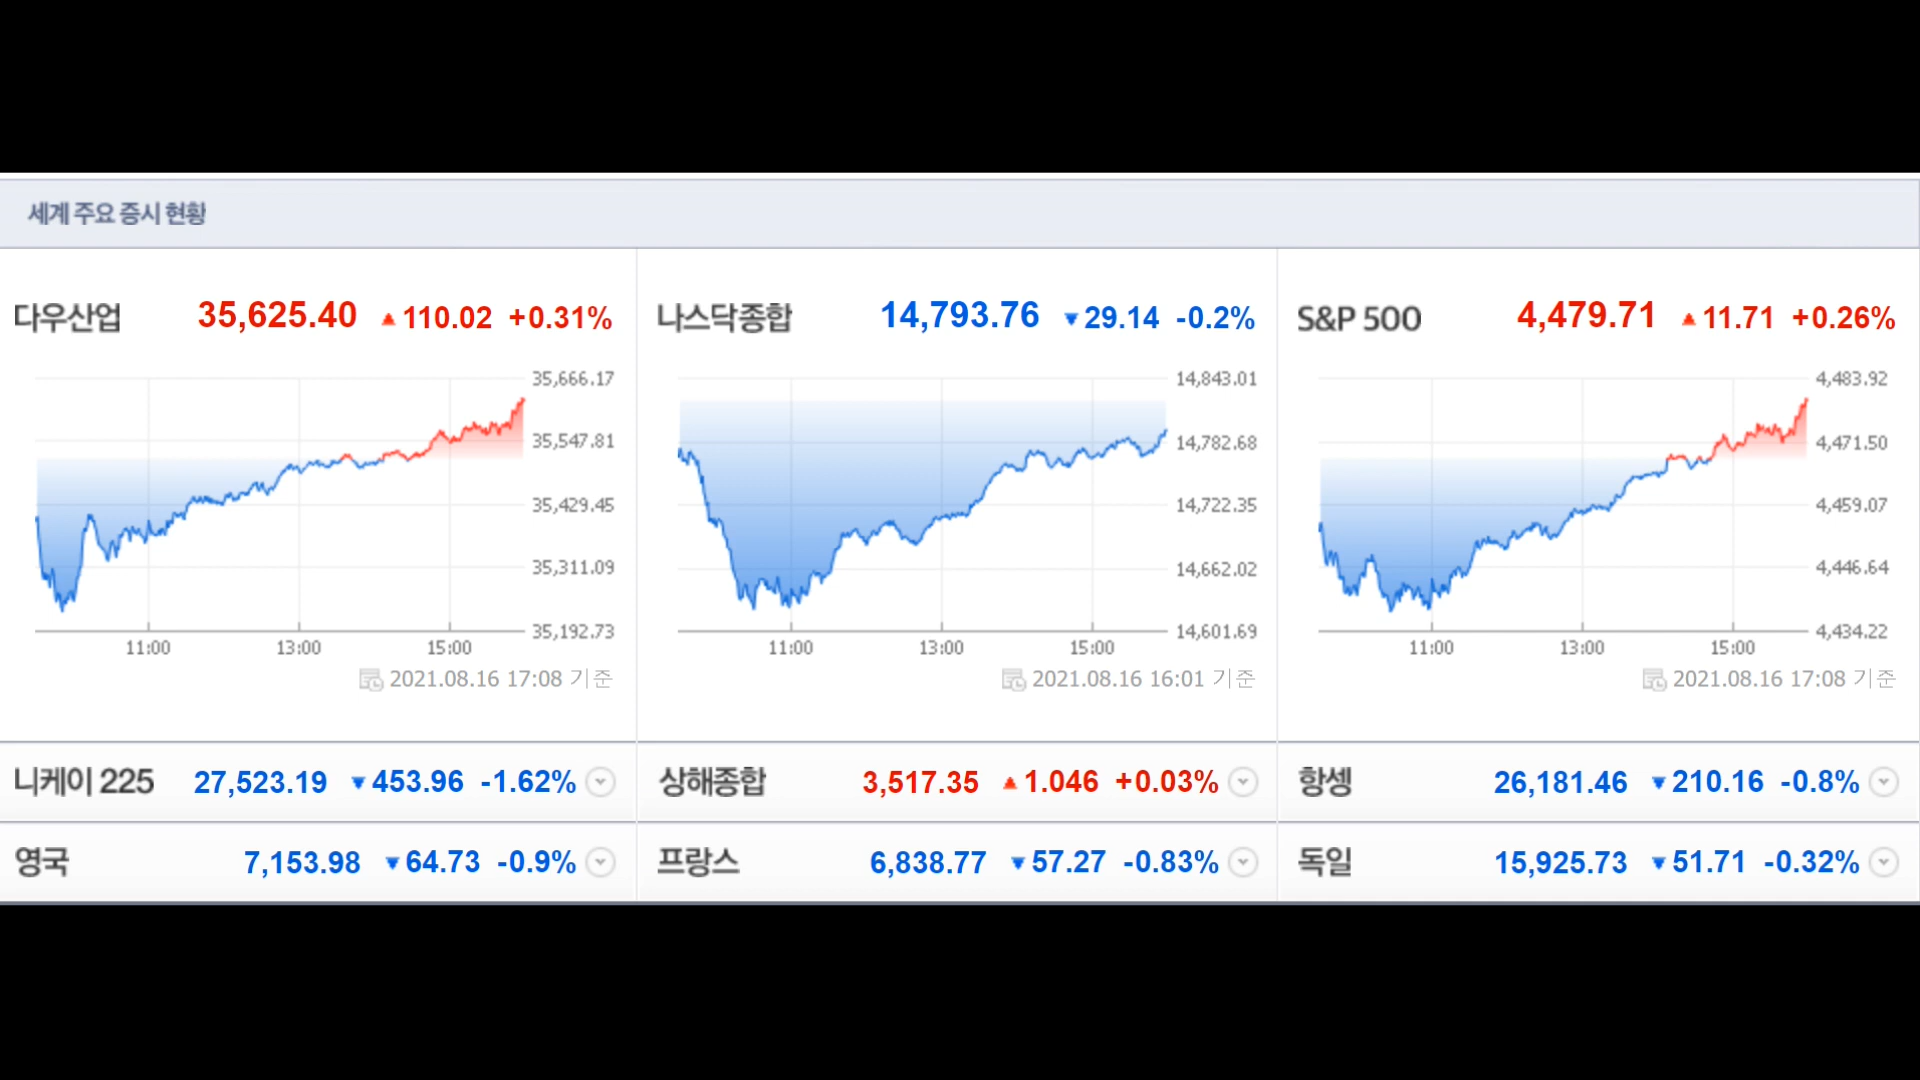 세계 주요 증시 현황
다우산업 35,625.40 ▲110.02 +0.31%
35,666.17
35,547.81
35,429.45
35,311.09
35,192.73
11:00 13:00 15:00
2021.08.16 17:08 기준
나스닥종합 14,793.76 ▼29.14 -0.2%
14,843.01
14,782.68
14,722.35
14,662.02
14,601.69
11:00 13:00 15:00
2021.08.16 16:01 기준
S&P 500 4,479.71 ▲11.71 +0.26%
4,483.92
4,471.50
4,459.07
4,446.64
4,434.22
11:00 13:00 15:00
2021.08.16 17:08 기준
니케이 225 27,523.19 ▼453.96 -1.62%
상해종합 3,517.35 ▲1.046 +0.03%
항셍 26,181.46 ▼210.16 -0.8%
영국 7,153.98 ▼64.73 -0.9%
프랑스 6,838.77 ▼57.27 -0.83%
독일 15,925.73 ▼51.71 -0.32%